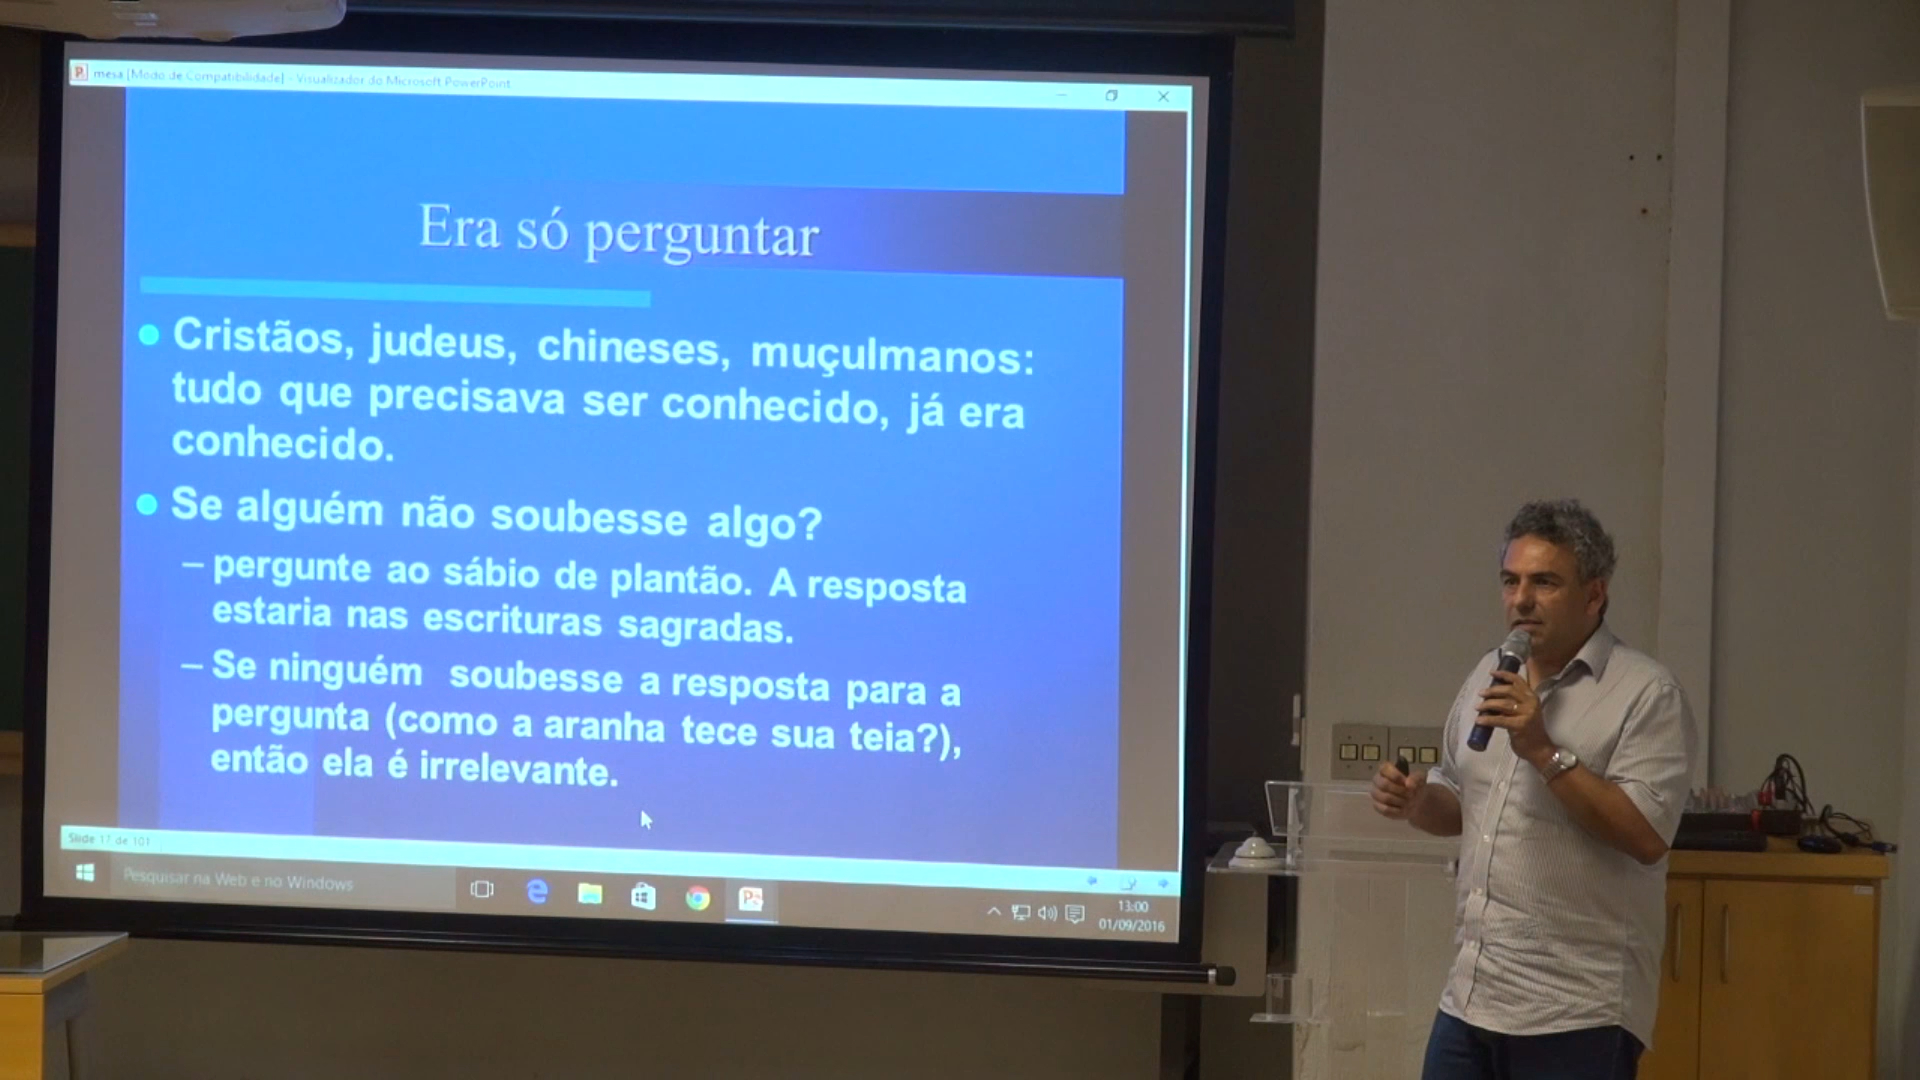 mesa [Modo de Compatibilidade] - Visualizador do Microsoft PowerPoint
Era só perguntar
Cristãos, judeus, chineses, muçulmanos:
tudo que precisava ser conhecido, já era
conhecido.
Se alguém não soubesse algo?
– pergunte ao sábio de plantão. A resposta
estaria nas escrituras sagradas.
– Se ninguém soubesse a resposta para a
pergunta (como a aranha tece sua teia?),
então ela é irrelevante.
Slide 17 de 101
Pesquisar na Web e no Windows
13:00
01/09/2016